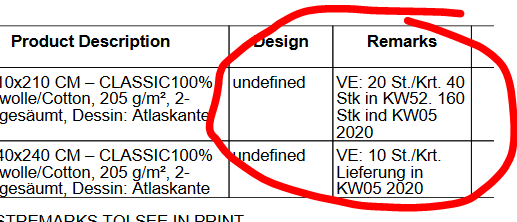 Product Description Design Remarks
10x210 CM – CLASSIC100% undefined VE: 20 St./Krt. 40
wolle/Cotton, 205 g/m², 2- Stk in KW52. 160
gesäumt, Dessin: Atlaskante Stk ind KW05
2020
40x240 CM – CLASSIC100% undefined VE: 10 St./Krt.
wolle/Cotton, 205 g/m², 2- Lieferung in
gesäumt, Dessin: Atlaskante KW05 2020
STREMARKS TO! SEE IN PRINT